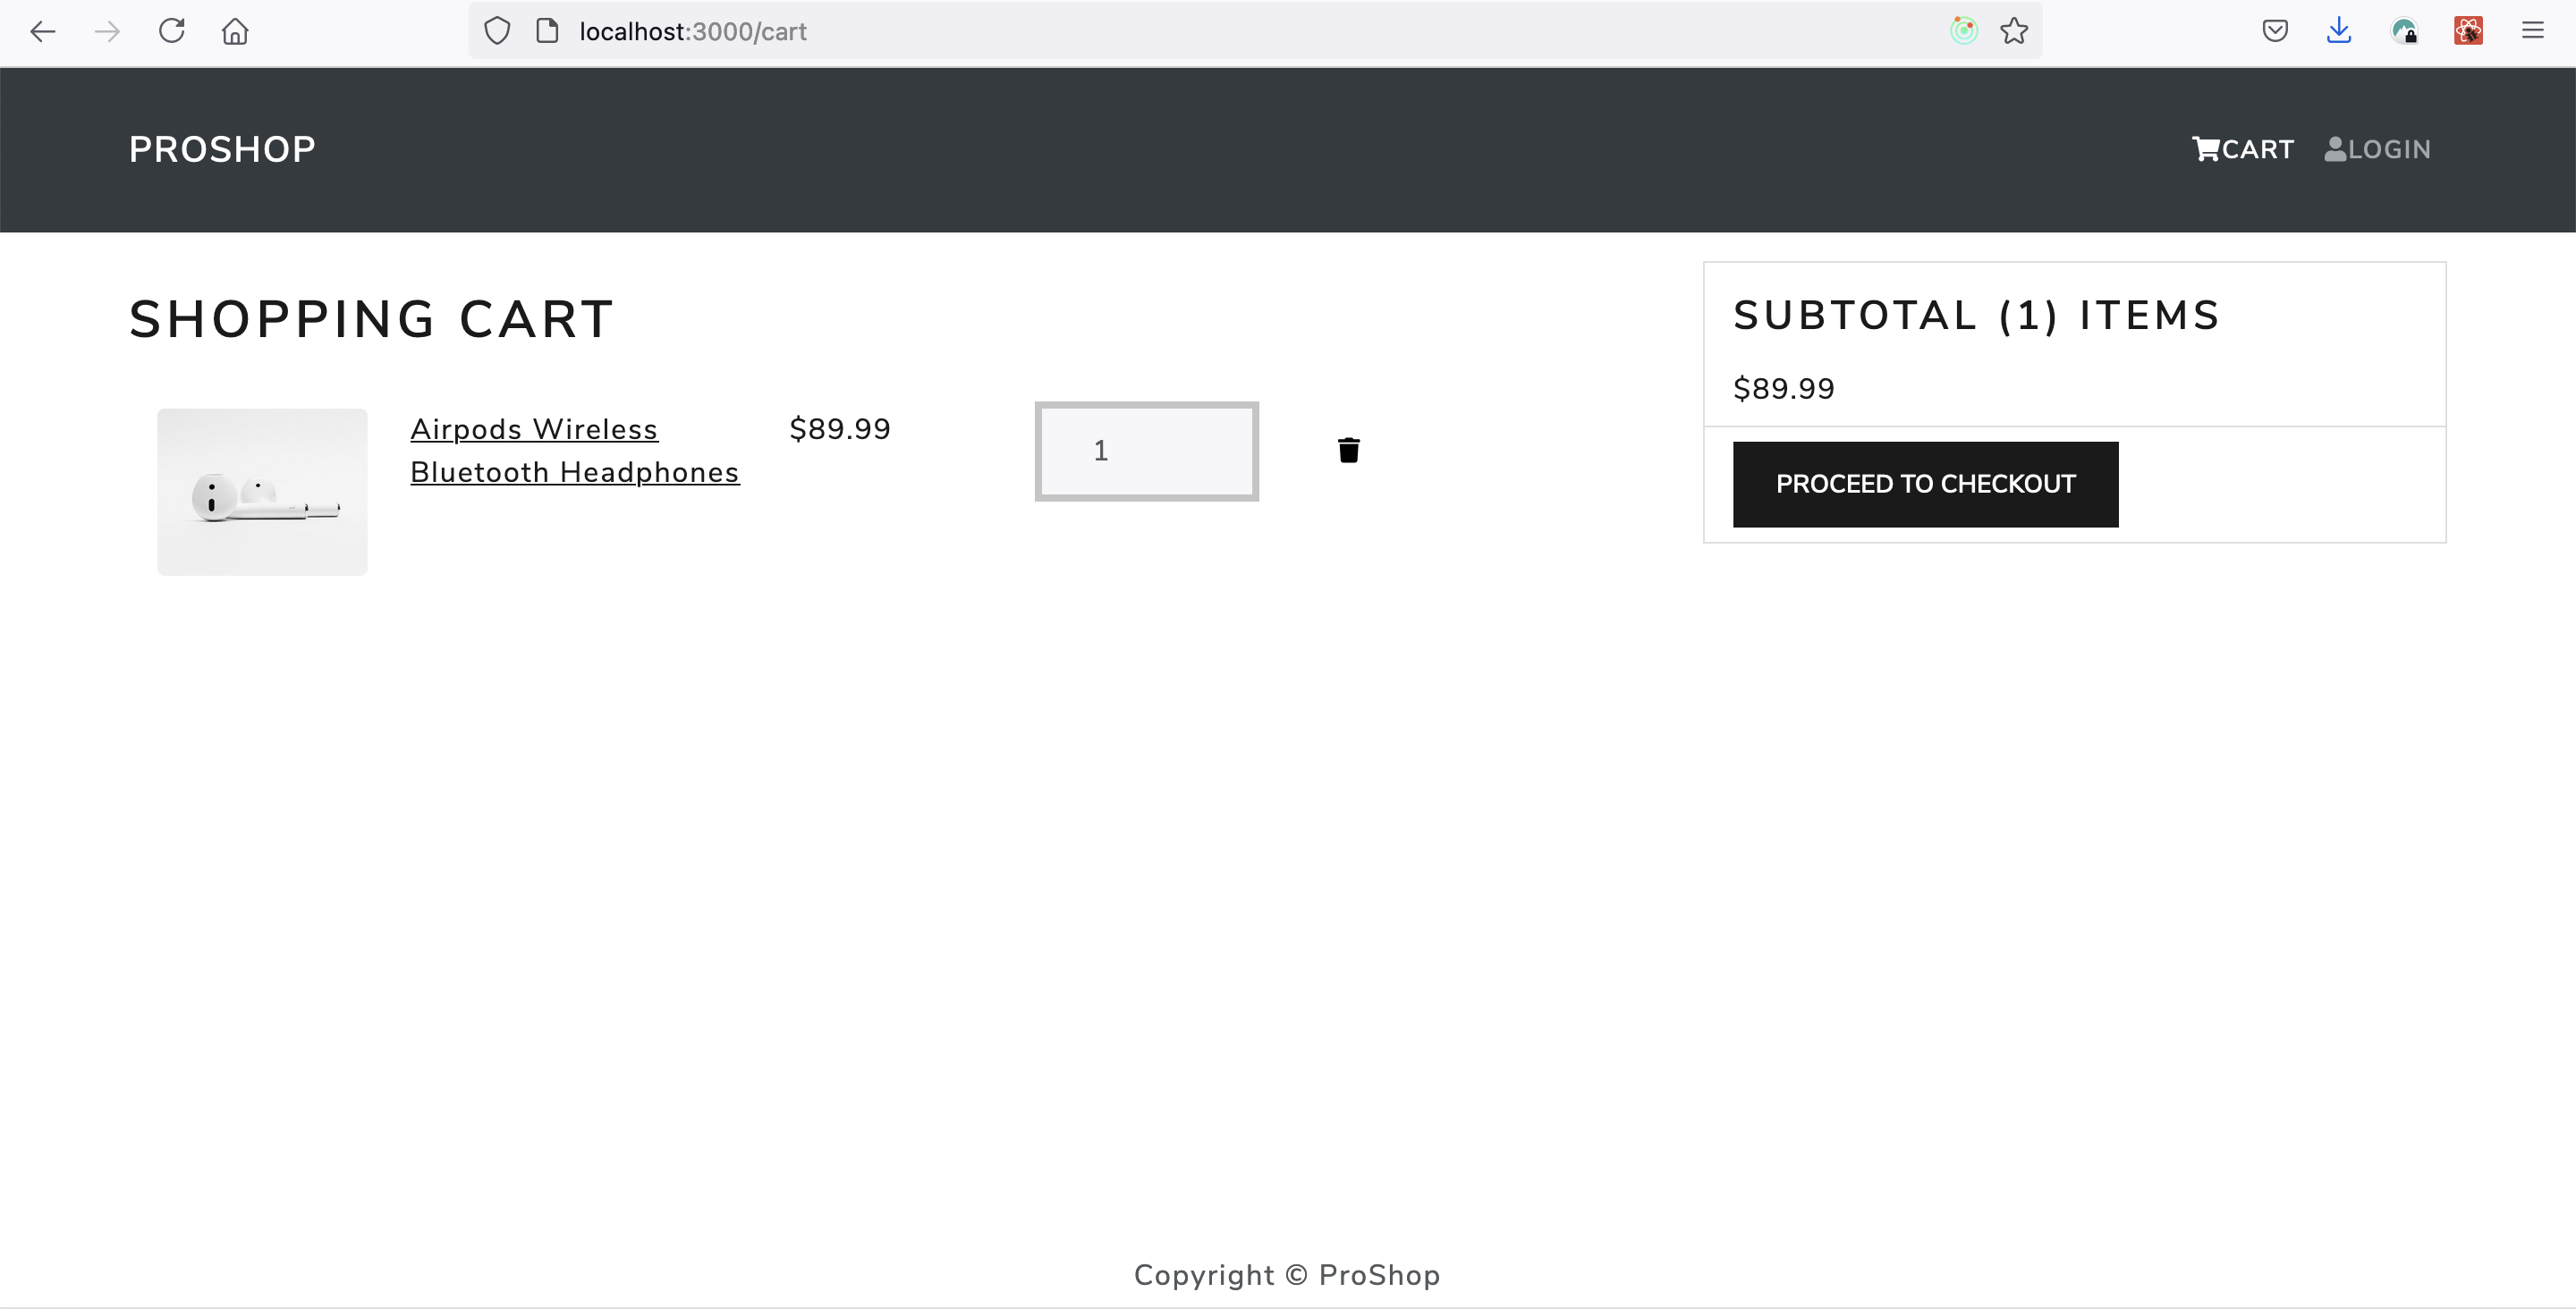 localhost:3000/cart
PROSHOP
CART
LOGIN
SHOPPING CART
Airpods Wireless
Bluetooth Headphones
$89.99
1
SUBTOTAL (1) ITEMS
$89.99
PROCEED TO CHECKOUT
Copyright © ProShop